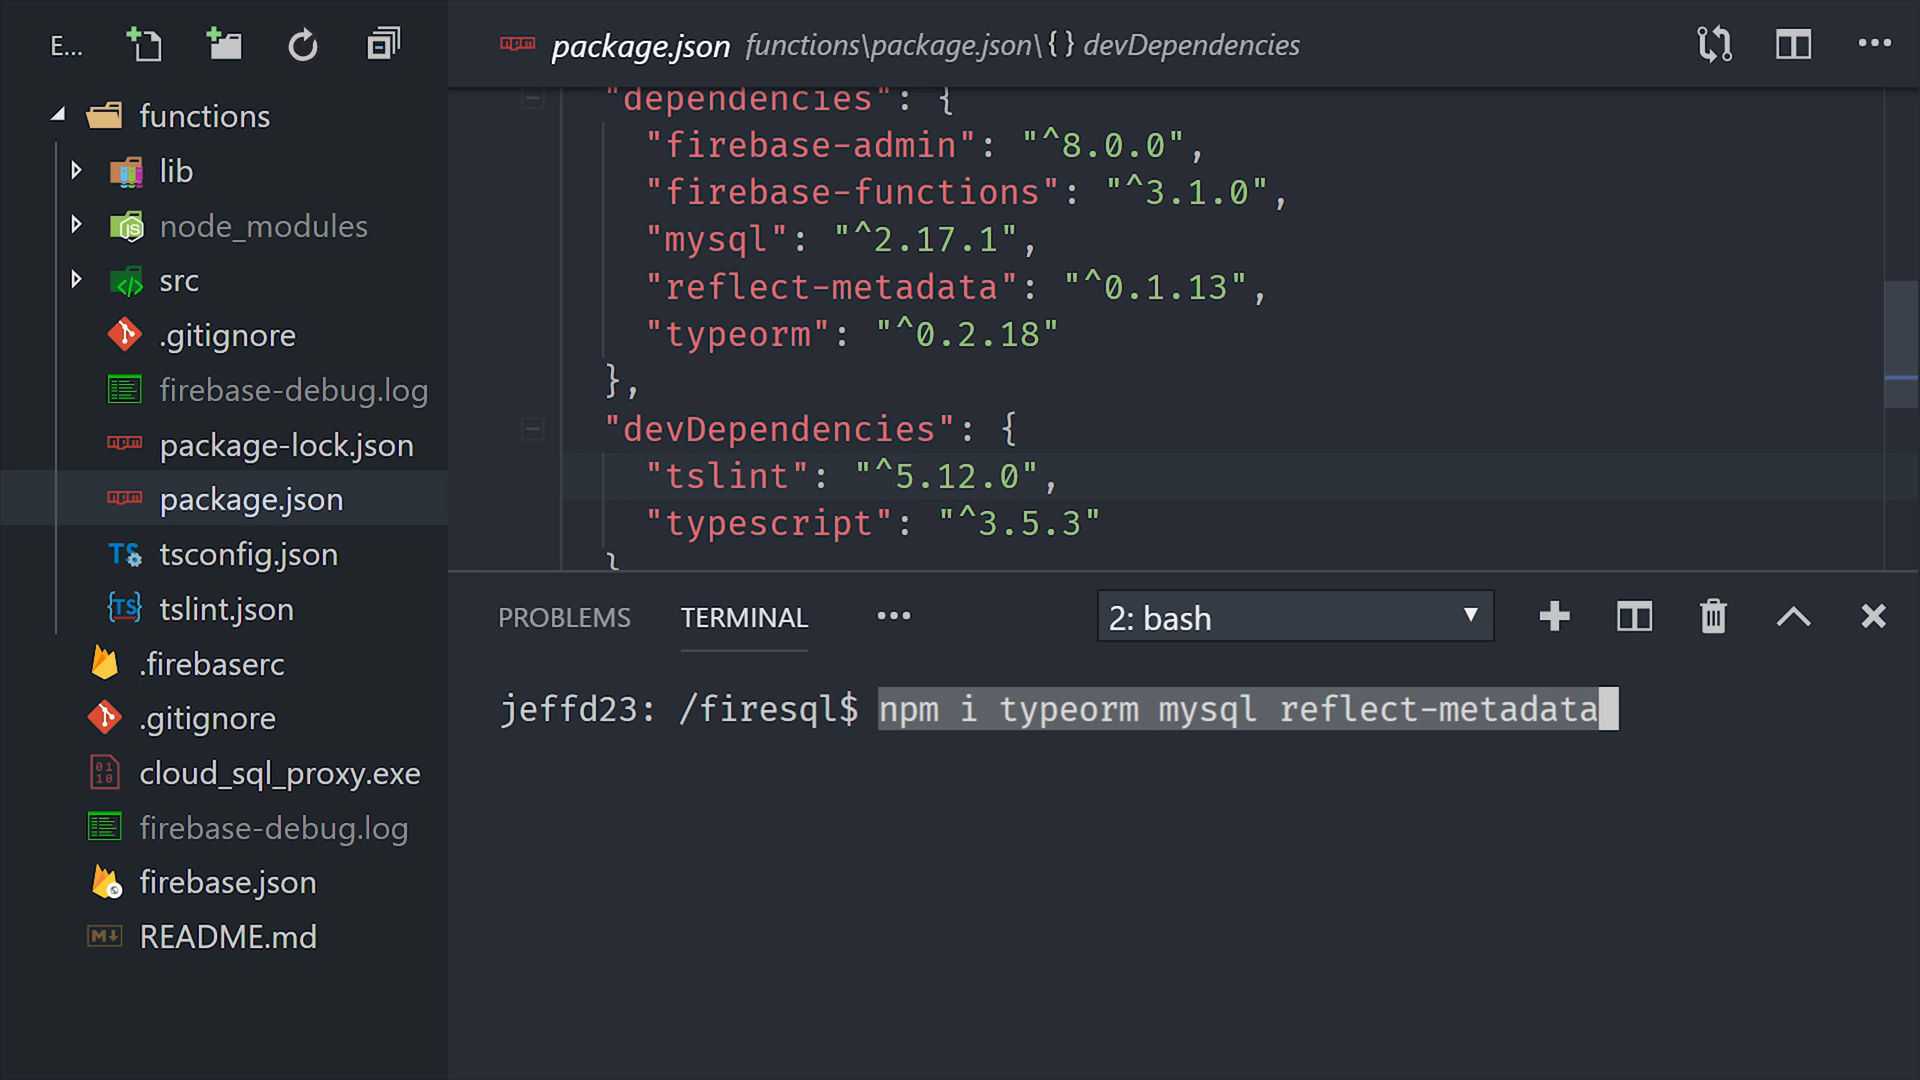 E...
functions
lib
node_modules
src
.gitignore
firebase-debug.log
package-lock.json
package.json
tsconfig.json
tslint.json
.firebaserc
.gitignore
cloud_sql_proxy.exe
firebase-debug.log
firebase.json
README.md
package.json functions\package.json\{} devDependencies
"dependencies": {
"firebase-admin": "^8.0.0",
"firebase-functions": "^3.1.0",
"mysql": "^2.17.1",
"reflect-metadata": "^0.1.13",
"typeorm": "^0.2.18"
},
"devDependencies": {
"tslint": "^5.12.0",
"typescript": "^3.5.3"
}
PROBLEMS TERMINAL ... 2: bash
jeffd23: /firesql$ npm i typeorm mysql reflect-metadata